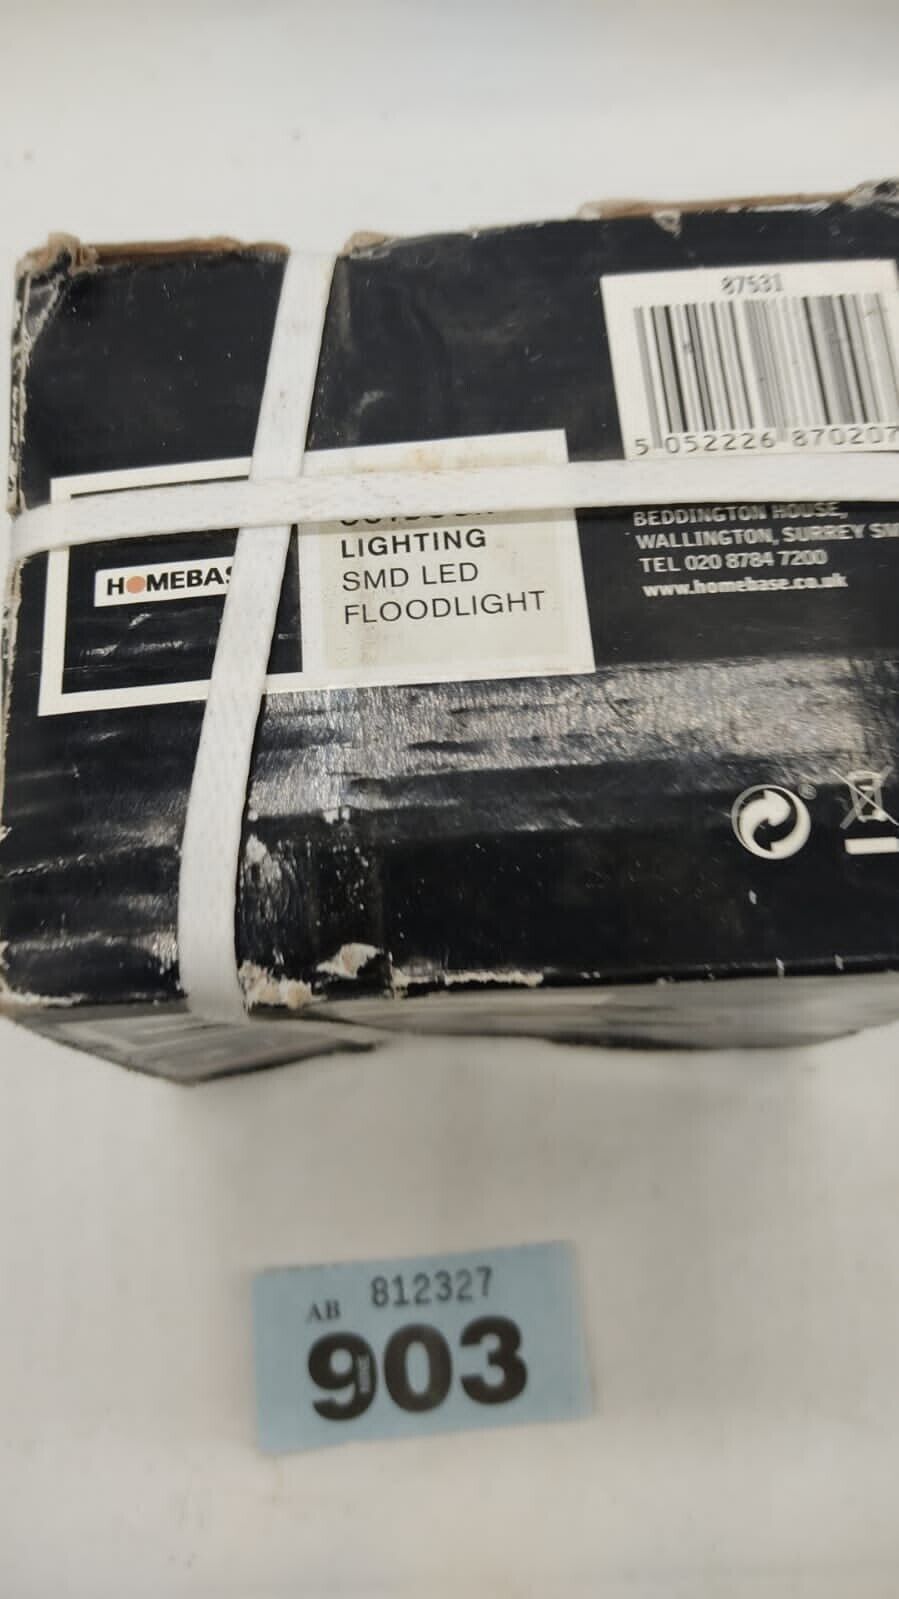 87531
5 052226 870207
BEDDINGTON HOUSE,
WALLINGTON, SURREY SM
TEL 020 8784 7200
www.homebase.co.uk
HOMEBAS
LIGHTING
SMD LED
FLOODLIGHT
AB 812327
903